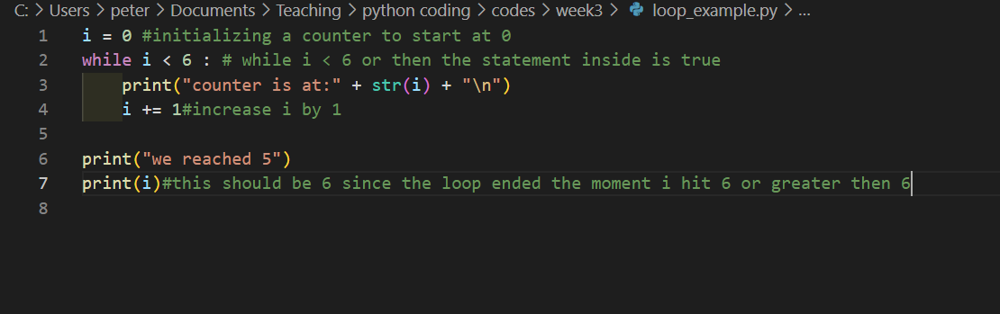 C: > Users > peter > Documents > Teaching > python coding > codes > week3 > loop_example.py > ...
1 i = 0 #initializing a counter to start at 0
2 while i < 6 : # while i < 6 or then the statement inside is true
3     print("counter is at:" + str(i) + "\n")
4     i += 1#increase i by 1
5
6 print("we reached 5")
7 print(i)#this should be 6 since the loop ended the moment i hit 6 or greater then 6
8